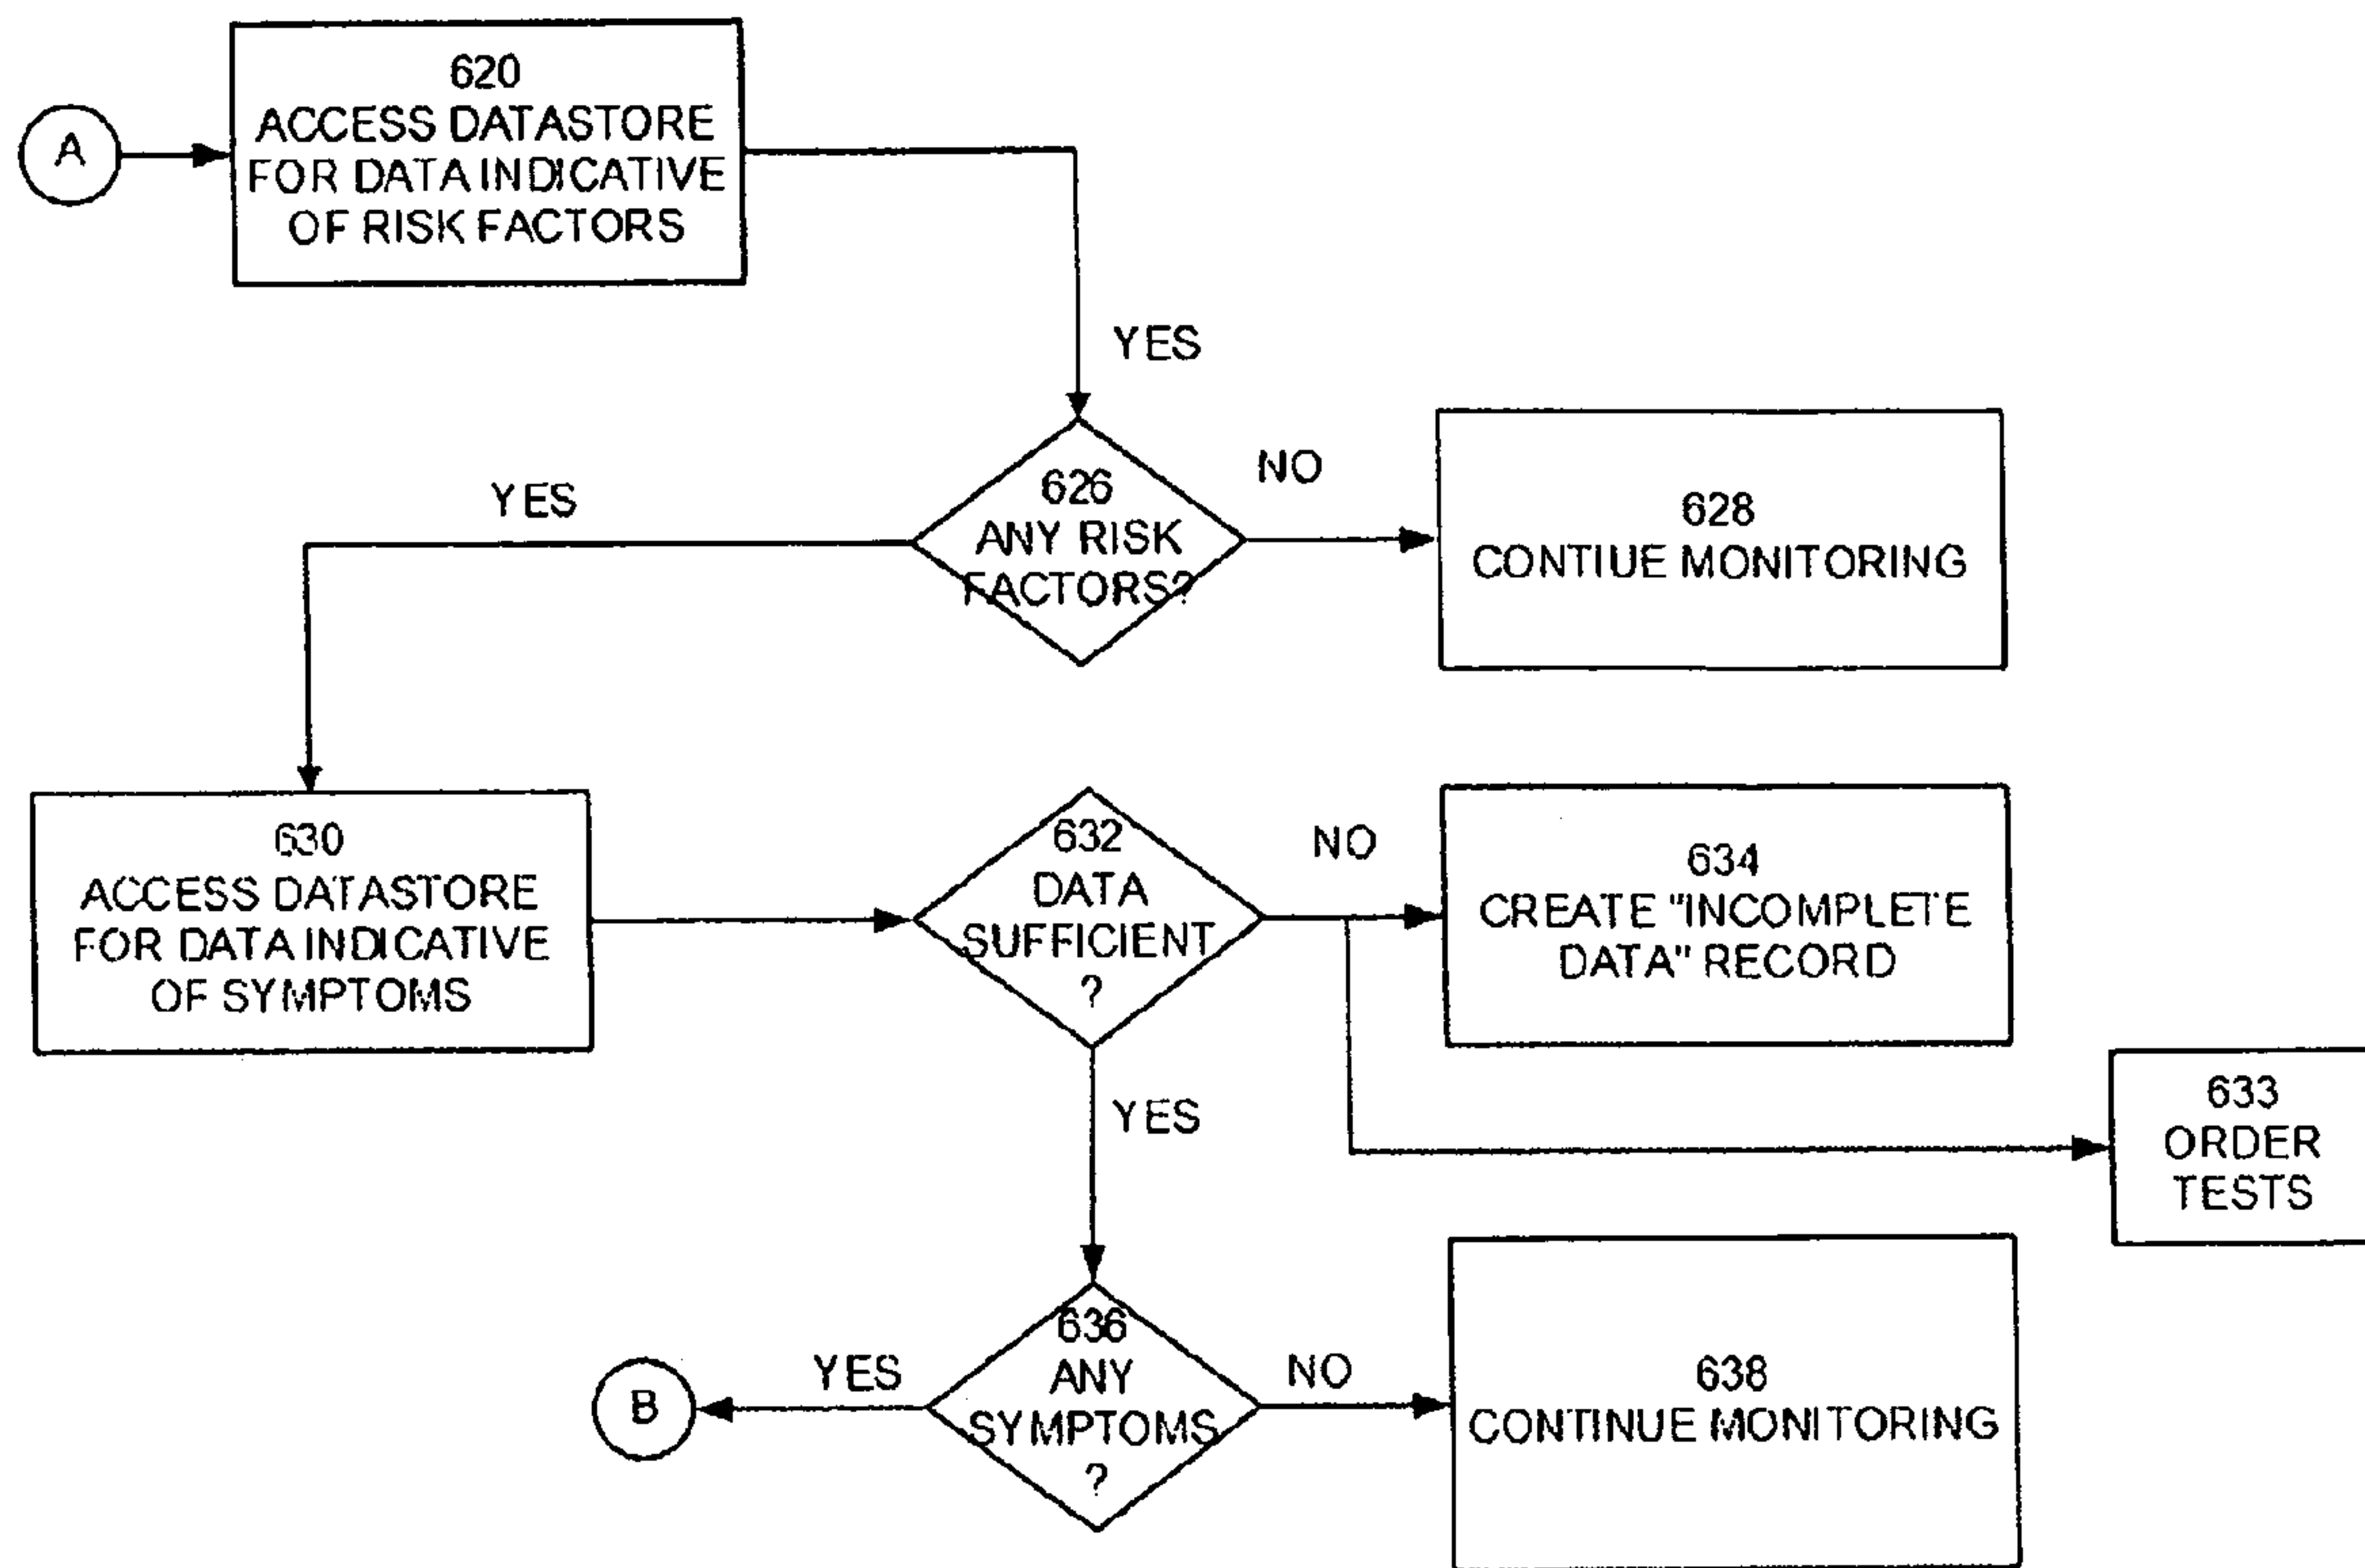 A
620
ACCESS DATASTORE
FOR DATA INDICATIVE
OF RISK FACTORS
YES
YES
626
ANY RISK
FACTORS?
NO
628
CONTIUE MONITORING
630
ACCESS DATASTORE
FOR DATA INDICATIVE
OF SYMPTOMS
632
DATA
SUFFICIENT
?
NO
634
CREATE "INCOMPLETE
DATA" RECORD
YES
633
ORDER
TESTS
B
YES
636
ANY
SYMPTOMS
?
NO
638
CONTINUE MONITORING